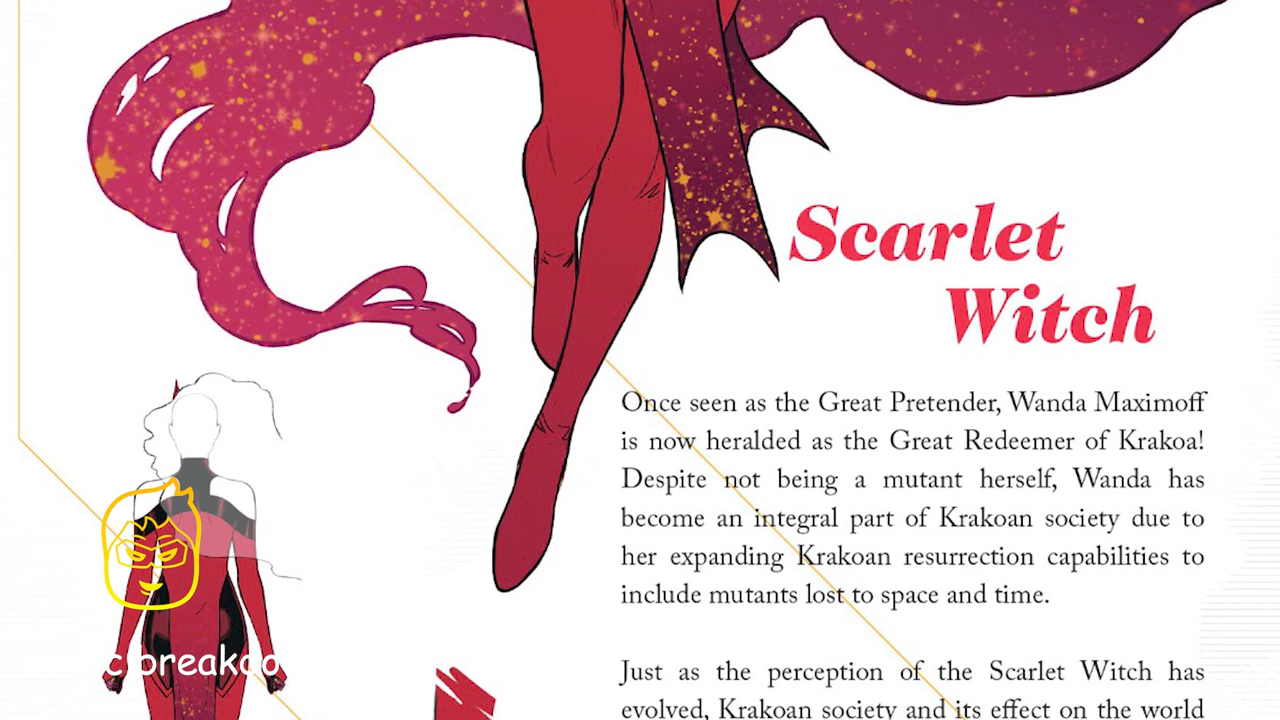 Scarlet
Witch
Once seen as the Great Pretender, Wanda Maximoff
is now heralded as the Great Redeemer of Krakoa!
Despite not being a mutant herself, Wanda has
become an integral part of Krakoan society due to
her expanding Krakoan resurrection capabilities to
include mutants lost to space and time.
Just as the perception of the Scarlet Witch has
evolved, Krakoan society and its effect on the world